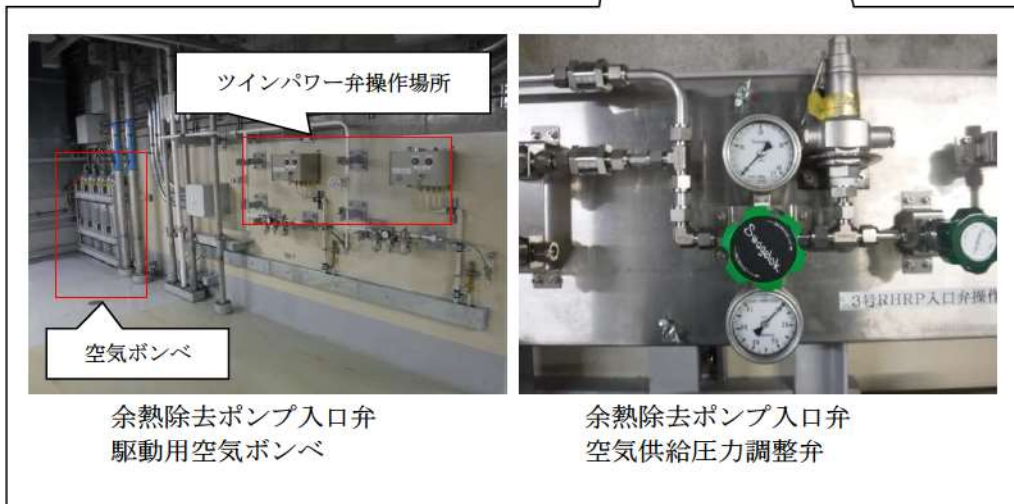 ツインパワー弁操作場所
空気ボンベ
Swagelok
3号RHRP入口弁操作
余熱除去ポンプ入口弁
駆動用空気ボンベ
余熱除去ポンプ入口弁
空気供給圧力調整弁